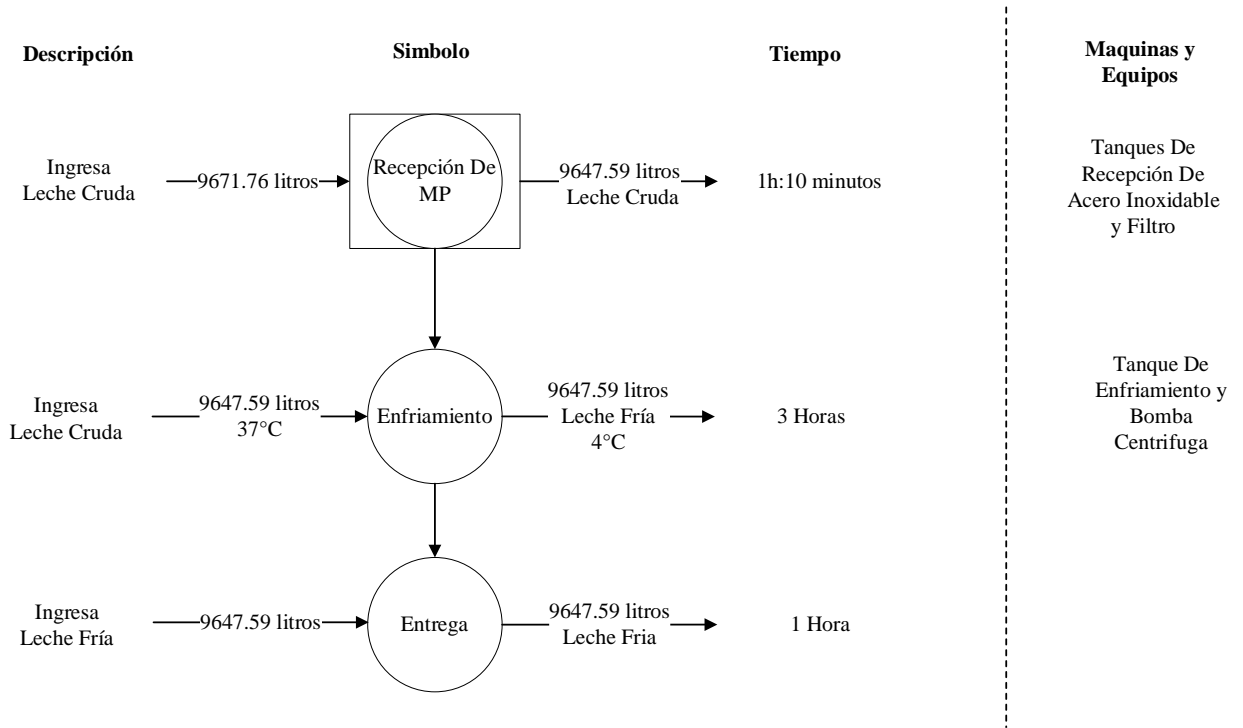 Descripción
Simbolo
Tiempo
Maquinas y
Equipos
Ingresa
Leche Cruda
9671.76 litros
Recepción De
MP
9647.59 litros
Leche Cruda
1h:10 minutos
Tanques De
Recepción De
Acero Inoxidable
y Filtro
Ingresa
Leche Cruda
9647.59 litros
37°C
Enfriamiento
9647.59 litros
Leche Fría
4°C
3 Horas
Tanque De
Enfriamiento y
Bomba
Centrifuga
Ingresa
Leche Fría
9647.59 litros
Entrega
9647.59 litros
Leche Fria
1 Hora